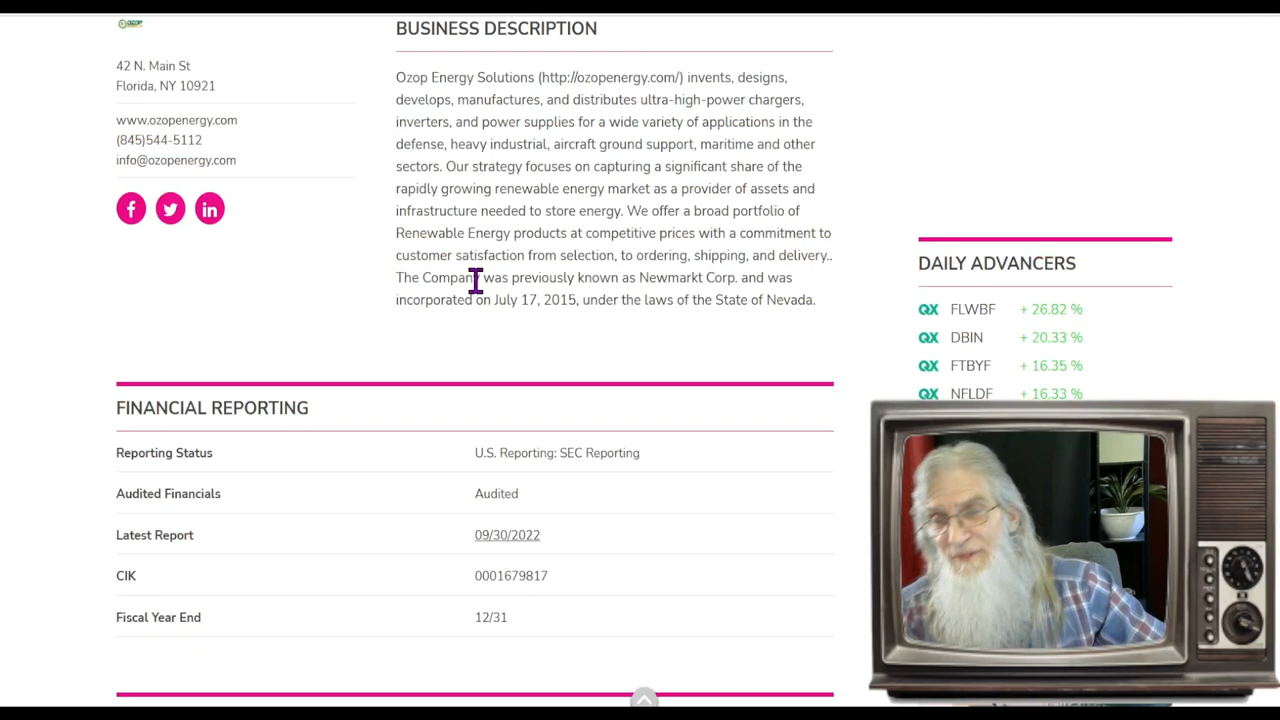 OZOP
42 N. Main St
Florida, NY 10921
www.ozopenergy.com
(845)544-5112
info@ozopenergy.com
BUSINESS DESCRIPTION
Ozop Energy Solutions (http://ozopenergy.com/) invents, designs,
develops, manufactures, and distributes ultra-high-power chargers,
inverters, and power supplies for a wide variety of applications in the
defense, heavy industrial, aircraft ground support, maritime and other
sectors. Our strategy focuses on capturing a significant share of the
rapidly growing renewable energy market as a provider of assets and
infrastructure needed to store energy. We offer a broad portfolio of
Renewable Energy products at competitive prices with a commitment to
customer satisfaction from selection, to ordering, shipping, and delivery..
The Company was previously known as Newmarkt Corp. and was
incorporated on July 17, 2015, under the laws of the State of Nevada.
FINANCIAL REPORTING
Reporting Status U.S. Reporting: SEC Reporting
Audited Financials Audited
Latest Report 09/30/2022
CIK 0001679817
Fiscal Year End 12/31
DAILY ADVANCERS
QX FLWBF + 26.82 %
QX DBIN + 20.33 %
QX FTBYF + 16.35 %
QX NFLDF + 16.33 %